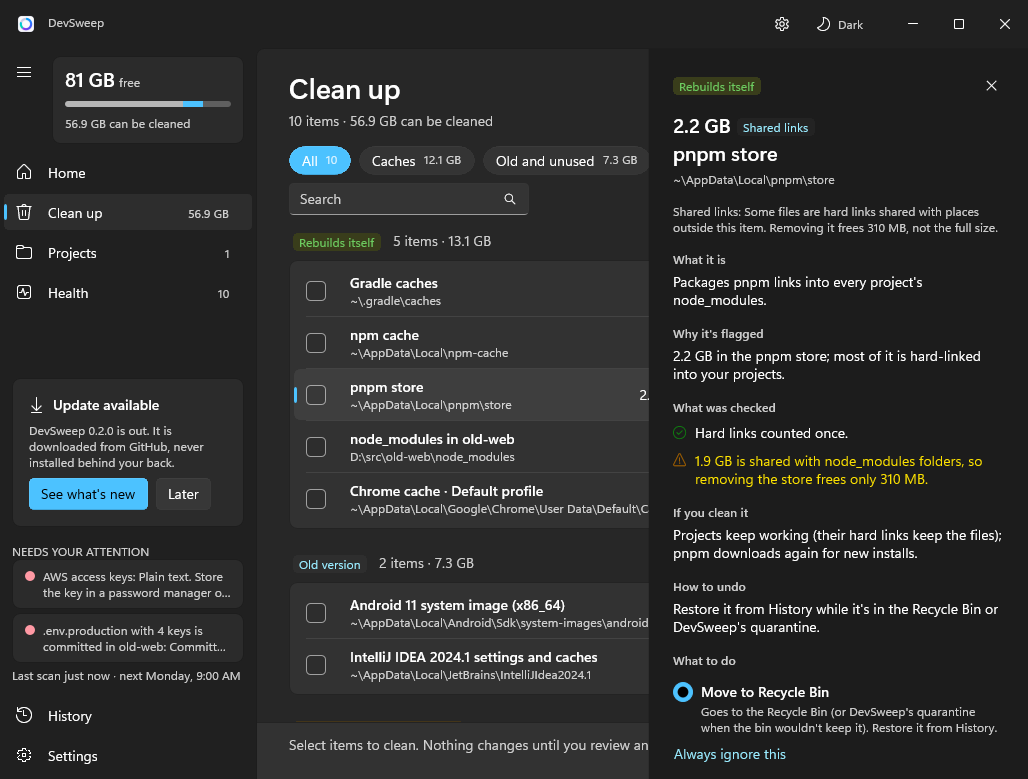 DevSweep
Dark
81 GB free
56.9 GB can be cleaned
Home
Clean up 56.9 GB
Projects 1
Health 10
Update available
DevSweep 0.2.0 is out. It is
downloaded from GitHub, never
installed behind your back.
See what's new Later
NEEDS YOUR ATTENTION
AWS access keys: Plain text. Store
the key in a password manager o...
.env.production with 4 keys is
committed in old-web: Committ...
Last scan just now · next Monday, 9:00 AM
History
Settings
Clean up
10 items · 56.9 GB can be cleaned
All 10 Caches 12.1 GB Old and unused 7.3 GB
Search
Rebuilds itself 5 items · 13.1 GB
Gradle caches
~\.gradle\caches
npm cache
~\AppData\Local\npm-cache
pnpm store 2.
~\AppData\Local\pnpm\store
node_modules in old-web
D:\src\old-web\node_modules
Chrome cache · Default profile
~\AppData\Local\Google\Chrome\User Data\Default\C
Old version 2 items · 7.3 GB
Android 11 system image (x86_64)
~\AppData\Local\Android\Sdk\system-images\android
IntelliJ IDEA 2024.1 settings and caches
~\AppData\Local\JetBrains\IntelliJIdea2024.1
Select items to clean. Nothing changes until you review an
Rebuilds itself
2.2 GB Shared links
pnpm store
~\AppData\Local\pnpm\store
Shared links: Some files are hard links shared with places
outside this item. Removing it frees 310 MB, not the full size.
What it is
Packages pnpm links into every project's
node_modules.
Why it's flagged
2.2 GB in the pnpm store; most of it is hard-linked
into your projects.
What was checked
Hard links counted once.
1.9 GB is shared with node_modules folders, so
removing the store frees only 310 MB.
If you clean it
Projects keep working (their hard links keep the files);
pnpm downloads again for new installs.
How to undo
Restore it from History while it's in the Recycle Bin or
DevSweep's quarantine.
What to do
Move to Recycle Bin
Goes to the Recycle Bin (or DevSweep's quarantine
when the bin wouldn't keep it). Restore it from History.
Always ignore this